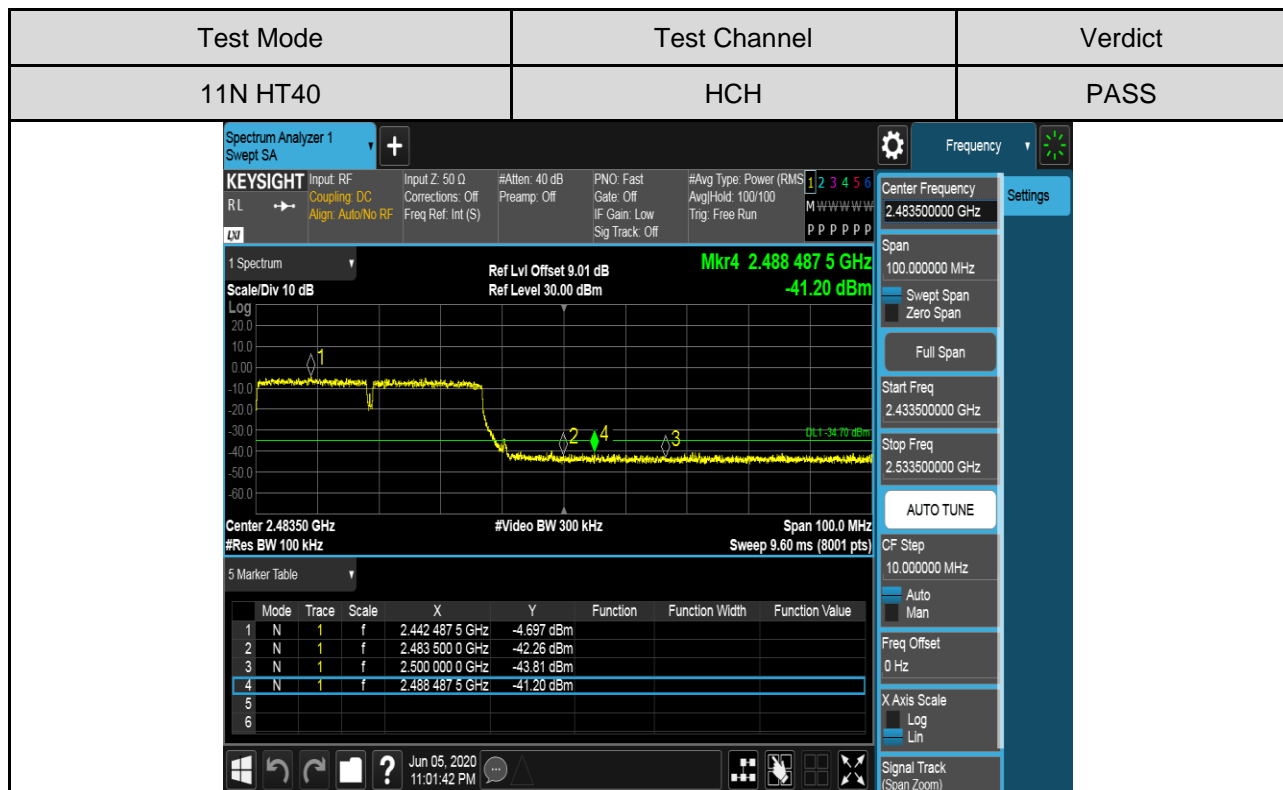 Test Mode Test Channel Verdict
11N HT40 HCH PASS
Spectrum Analyzer 1
Swept SA
+
Frequency
KEYSIGHT Input: RF Input Z: 50 Ω #Atten: 40 dB PNO: Fast #Avg Type: Power (RMS 1 2 3 4 5 6
RL Coupling: DC Corrections: Off Preamp: Off Gate: Off Avg|Hold: 100/100 M W W W W W
Align: Auto/No RF Freq Ref: Int (S) IF Gain: Low Trig: Free Run
LXI Sig Track: Off P P P P P P
Center Frequency
2.483500000 GHz
Settings
1 Spectrum
Scale/Div 10 dB
Ref Lvl Offset 9.01 dB
Ref Level 30.00 dBm
Mkr4 2.488 487 5 GHz
-41.20 dBm
Log
20.0
10.0
0.00
-10.0
-20.0
-30.0
-40.0
-50.0
-60.0
1
2
4
3
DL1 -34.70 dBm
Center 2.48350 GHz #Video BW 300 kHz Span 100.0 MHz
#Res BW 100 kHz Sweep 9.60 ms (8001 pts)
Span
100.000000 MHz
Swept Span
Zero Span
Full Span
Start Freq
2.433500000 GHz
Stop Freq
2.533500000 GHz
AUTO TUNE
CF Step
10.000000 MHz
Auto
Man
Freq Offset
0 Hz
X Axis Scale
Log
Lin
Signal Track
(Span Zoom)
5 Marker Table
Mode Trace Scale X Y Function Function Width Function Value
1 N 1 f 2.442 487 5 GHz -4.697 dBm
2 N 1 f 2.483 500 0 GHz -42.26 dBm
3 N 1 f 2.500 000 0 GHz -43.81 dBm
4 N 1 f 2.488 487 5 GHz -41.20 dBm
5
6
? Jun 05, 2020
11:01:42 PM